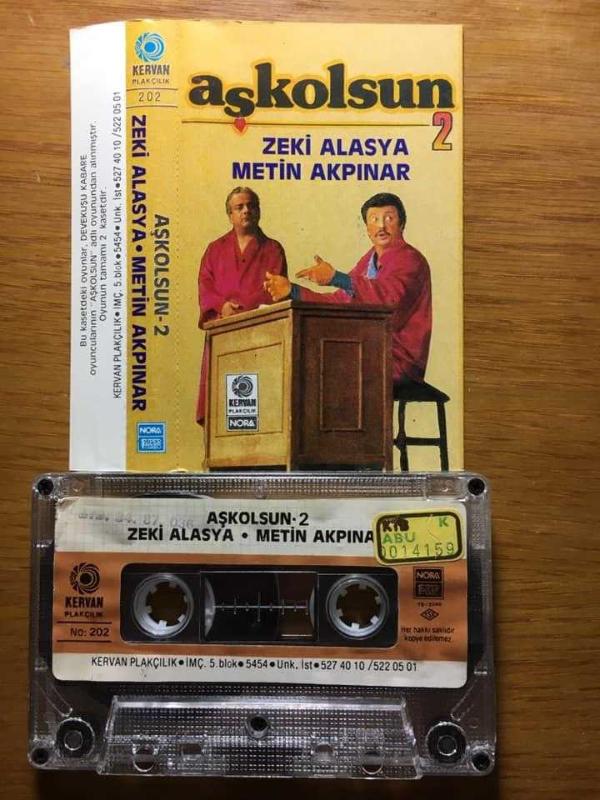 KERVAN
PLAKÇILIK
202
ZEKİ ALASYA • METİN AKPINAR
AŞKOLSUN-2
NORA
Bu kasetdeki oyunlar, DEVEKUŞU KABARE
oyuncularının "AŞKOLSUN" adlı oyunundan alınmıştır.
Oyunun tamamı 2 kasetdir.
KERVAN PLAKÇILIK • İMÇ. 5.blok • 5454 • Unk. İst • 527 40 10 / 522 05 01
aşkolsun
2
ZEKİ ALASYA
METİN AKPINAR
KERVAN
PLAKÇILIK
NORA
AŞKOLSUN-2
ZEKİ ALASYA • METİN AKPINA
KTB K
ABU
0014159
KERVAN
PLAKÇILIK
No: 202
NORA
Her hakkı saklıdır
kopye edilemez.
KERVAN PLAKÇILIK • İMÇ. 5.blok • 5454 • Unk. İst • 527 40 10 / 522 05 01